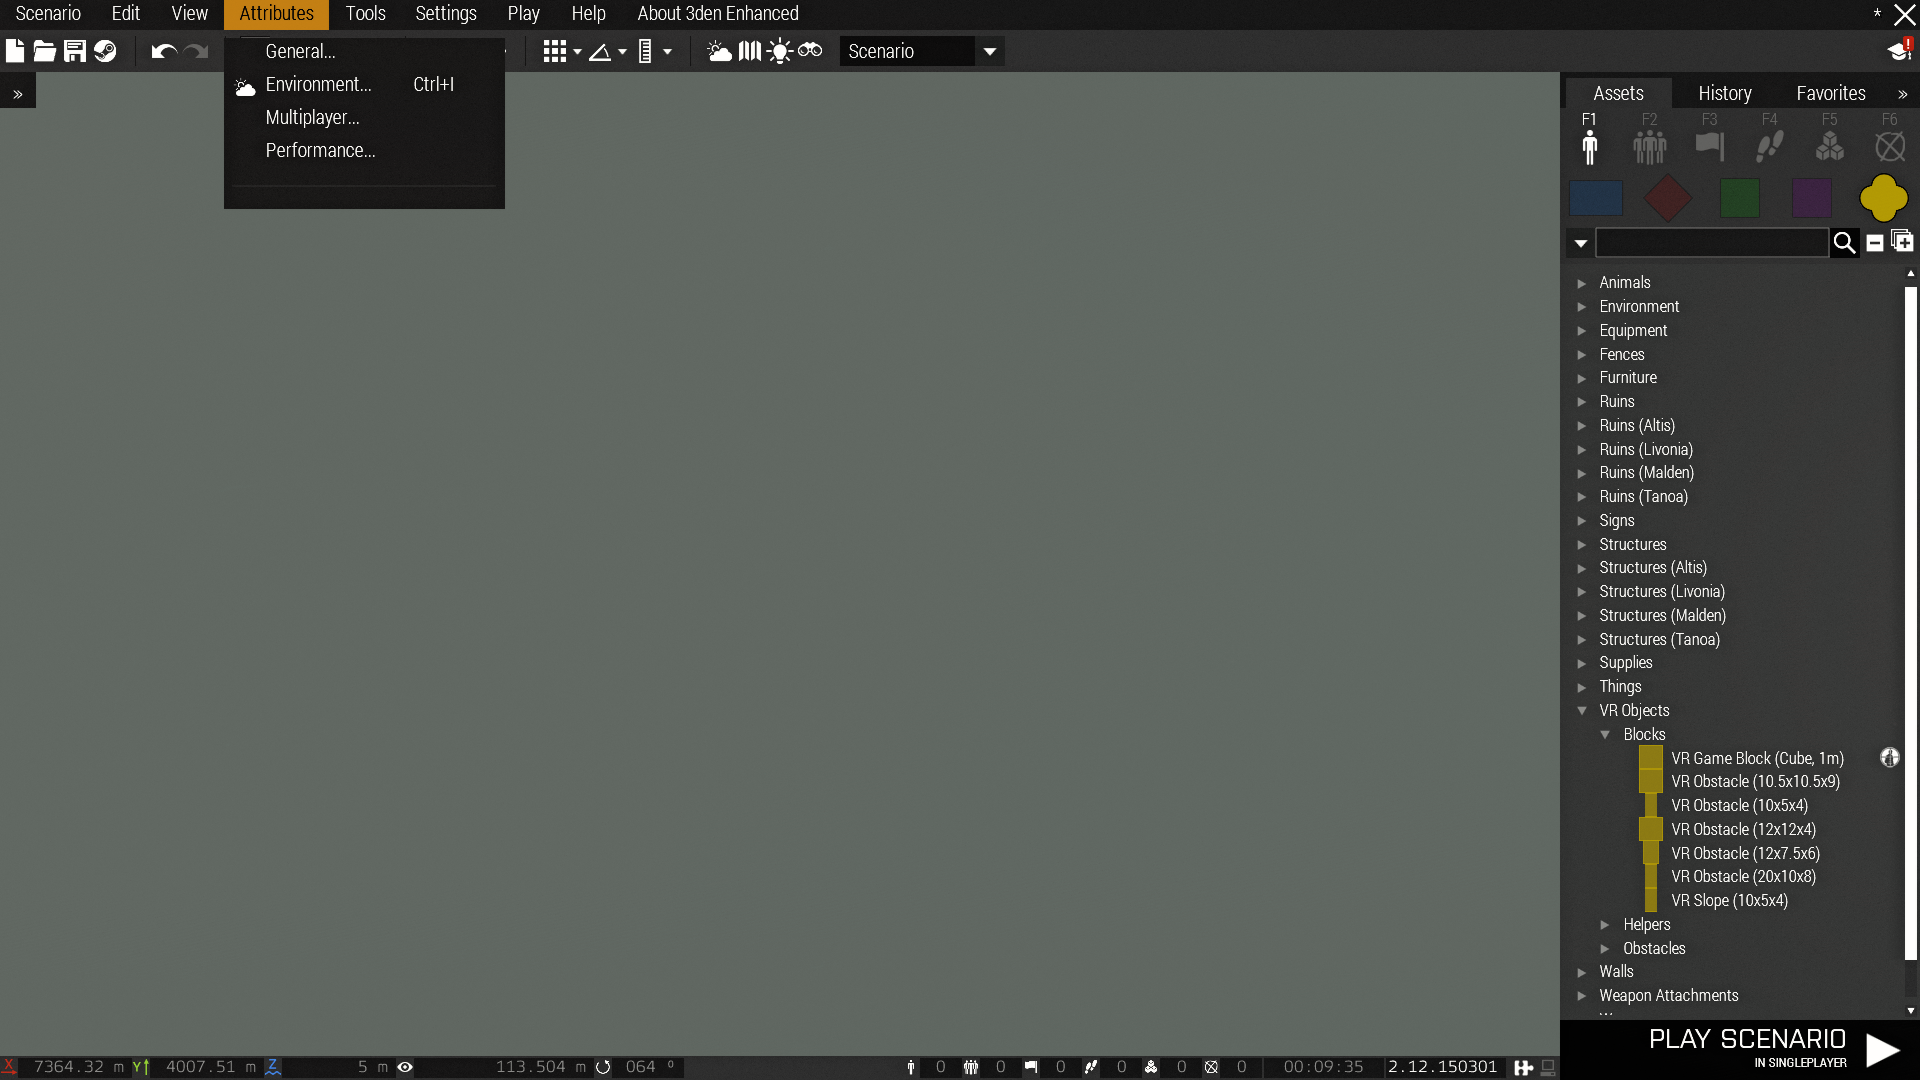 Scenario Edit View Attributes Tools Settings Play Help About 3den Enhanced *
General...
Environment... Ctrl+I
Multiplayer...
Performance...
Scenario
Assets History Favorites »
F1 F2 F3 F4 F5 F6
Animals
Environment
Equipment
Fences
Furniture
Ruins
Ruins (Altis)
Ruins (Livonia)
Ruins (Malden)
Ruins (Tanoa)
Signs
Structures
Structures (Altis)
Structures (Livonia)
Structures (Malden)
Structures (Tanoa)
Supplies
Things
VR Objects
Blocks
VR Game Block (Cube, 1m)
VR Obstacle (10.5x10.5x9)
VR Obstacle (10x5x4)
VR Obstacle (12x12x4)
VR Obstacle (12x7.5x6)
VR Obstacle (20x10x8)
VR Slope (10x5x4)
Helpers
Obstacles
Walls
Weapon Attachments
PLAY SCENARIO
IN SINGLEPLAYER
X 7364.32 m Y 4007.51 m Z 5 m 113.504 m 064 º 0 0 0 0 0 0 00:09:35 2.12.150301